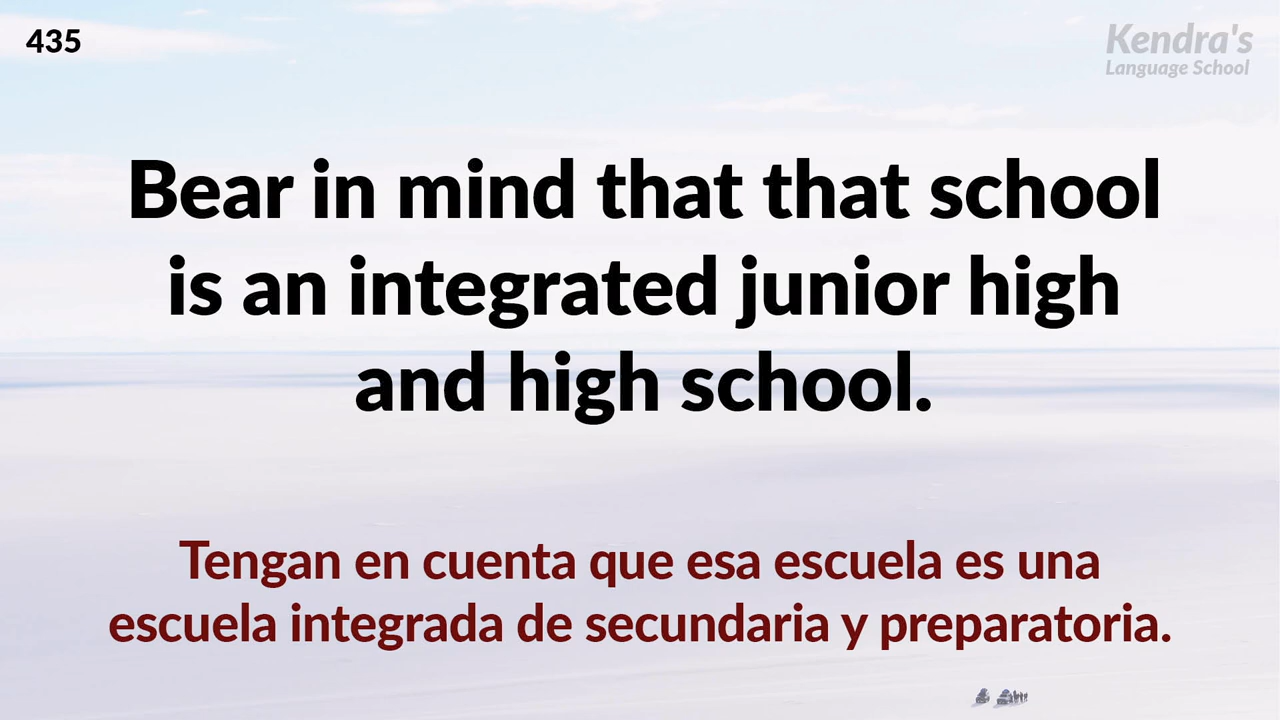 435
Kendra's
Language School
Bear in mind that that school
is an integrated junior high
and high school.
Tengan en cuenta que esa escuela es una
escuela integrada de secundaria y preparatoria.